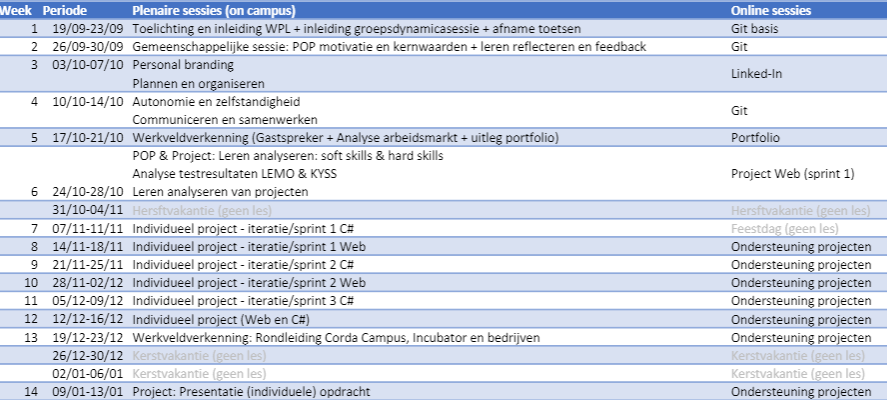 Week Periode Plenaire sessies (on campus) Online sessies
1 19/09-23/09 Toelichting en inleiding WPL + inleiding groepsdynamicasessie + afname toetsen Git basis
2 26/09-30/09 Gemeenschappelijke sessie: POP motivatie en kernwaarden + leren reflecteren en feedback Git
3 03/10-07/10 Personal branding
Plannen en organiseren
Linked-In
4 10/10-14/10 Autonomie en zelfstandigheid
Communiceren en samenwerken
Git
5 17/10-21/10 Werkveldverkenning (Gastspreker + Analyse arbeidsmarkt + uitleg portfolio) Portfolio
POP & Project: Leren analyseren: soft skills & hard skills
Analyse testresultaten LEMO & KYSS Project Web (sprint 1)
6 24/10-28/10 Leren analyseren van projecten
31/10-04/11 Hersftvakantie (geen les) Hersftvakantie (geen les)
7 07/11-11/11 Individueel project - iteratie/sprint 1 C# Feestdag (geen les)
8 14/11-18/11 Individueel project - iteratie/sprint 1 Web Ondersteuning projecten
9 21/11-25/11 Individueel project - iteratie/sprint 2 C# Ondersteuning projecten
10 28/11-02/12 Individueel project - iteratie/sprint 2 Web Ondersteuning projecten
11 05/12-09/12 Individueel project - iteratie/sprint 3 C# Ondersteuning projecten
12 12/12-16/12 Individueel project (Web en C#) Ondersteuning projecten
13 19/12-23/12 Werkveldverkenning: Rondleiding Corda Campus, Incubator en bedrijven Ondersteuning projecten
26/12-30/12 Kerstvakantie (geen les) Kerstvakantie (geen les)
02/01-06/01 Kerstvakantie (geen les) Kerstvakantie (geen les)
14 09/01-13/01 Project: Presentatie (individuele) opdracht Ondersteuning projecten